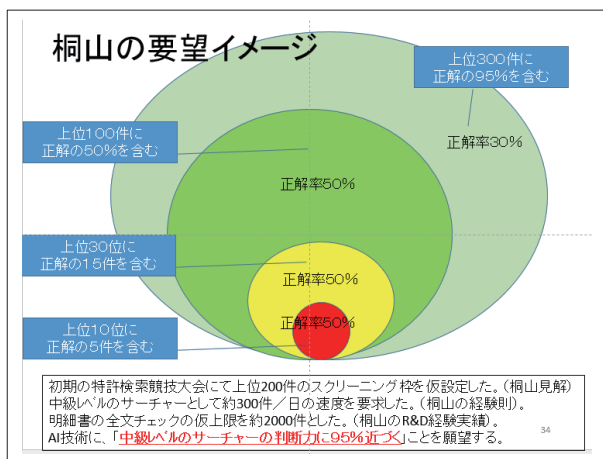 桐山の要望イメージ
上位300件に
正解の95%を含む
正解率30%
上位100件に
正解の50%を含む
正解率50%
上位30位に
正解の15件を含む
正解率50%
正解率50%
上位10位に
正解の5件を含む
初期の特許検索競技大会にて上位200件のスクリーニング枠を仮設定した。(桐山見解)
中級レベルのサーチャーとして約300件/日の速度を要求した。(桐山の経験則)。
明細書の全文チェックの仮上限を約2000件とした。(桐山のR&D経験実績)。
AI技術に、「中級レベルのサーチャーの判断力に95%近づく」ことを願望する。
34